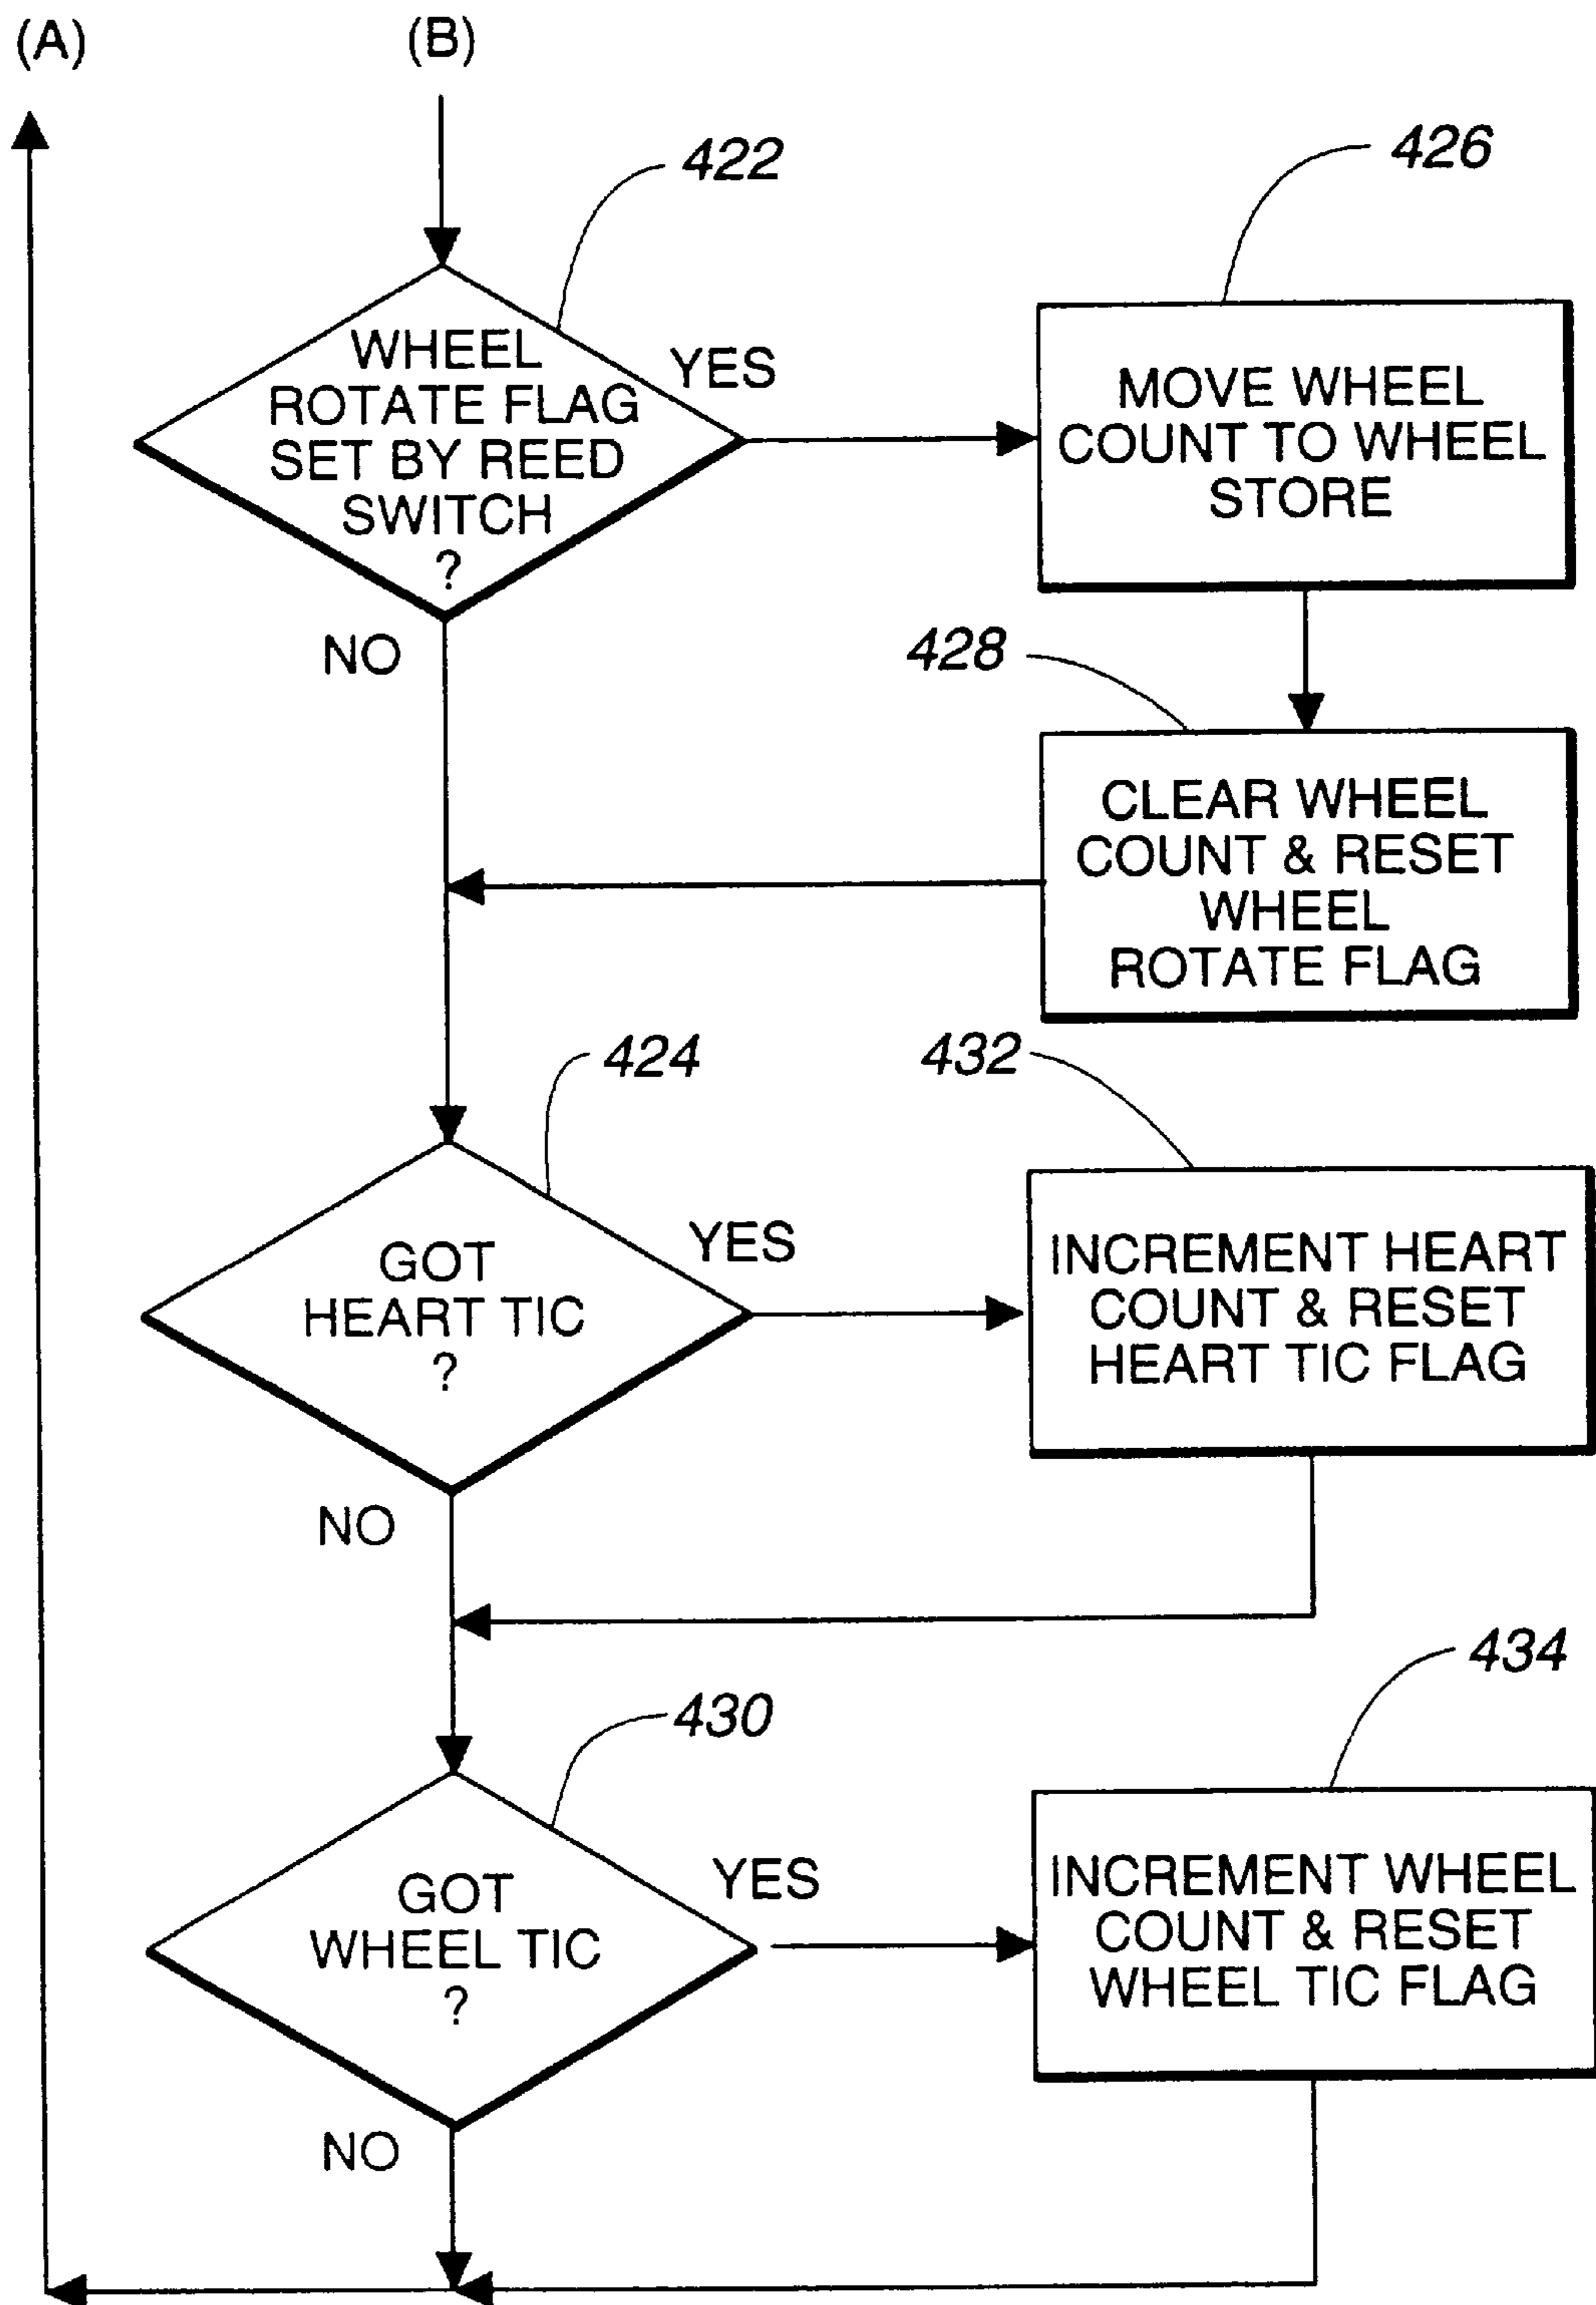 (A)
(B)
422
426
WHEEL
ROTATE FLAG
SET BY REED
SWITCH
?
YES
NO
MOVE WHEEL
COUNT TO WHEEL
STORE
428
CLEAR WHEEL
COUNT & RESET
WHEEL
ROTATE FLAG
424
432
GOT
HEART TIC
?
YES
NO
INCREMENT HEART
COUNT & RESET
HEART TIC FLAG
430
434
GOT
WHEEL TIC
?
YES
NO
INCREMENT WHEEL
COUNT & RESET
WHEEL TIC FLAG